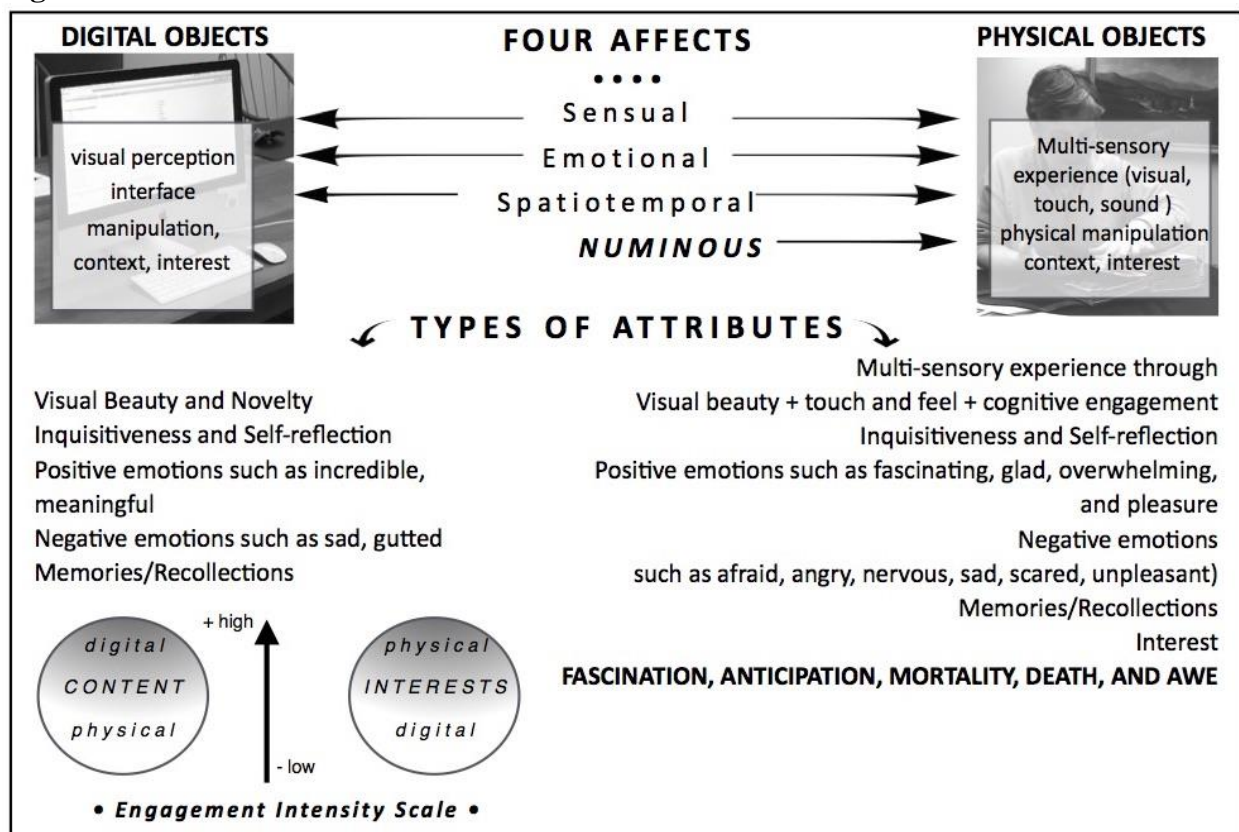 DIGITAL OBJECTS
visual perception
interface
manipulation,
context, interest
FOUR AFFECTS
• • • •
Sensual
Emotional
Spatiotemporal
NUMINOUS
PHYSICAL OBJECTS
Multi-sensory
experience (visual,
touch, sound )
physical manipulation
context, interest
TYPES OF ATTRIBUTES
Visual Beauty and Novelty
Inquisitiveness and Self-reflection
Positive emotions such as incredible,
meaningful
Negative emotions such as sad, gutted
Memories/Recollections
Multi-sensory experience through
Visual beauty + touch and feel + cognitive engagement
Inquisitiveness and Self-reflection
Positive emotions such as fascinating, glad, overwhelming,
and pleasure
Negative emotions
such as afraid, angry, nervous, sad, scared, unpleasant)
Memories/Recollections
Interest
FASCINATION, ANTICIPATION, MORTALITY, DEATH, AND AWE
digital
CONTENT
physical
+ high
- low
physical
INTERESTS
digital
• Engagement Intensity Scale •